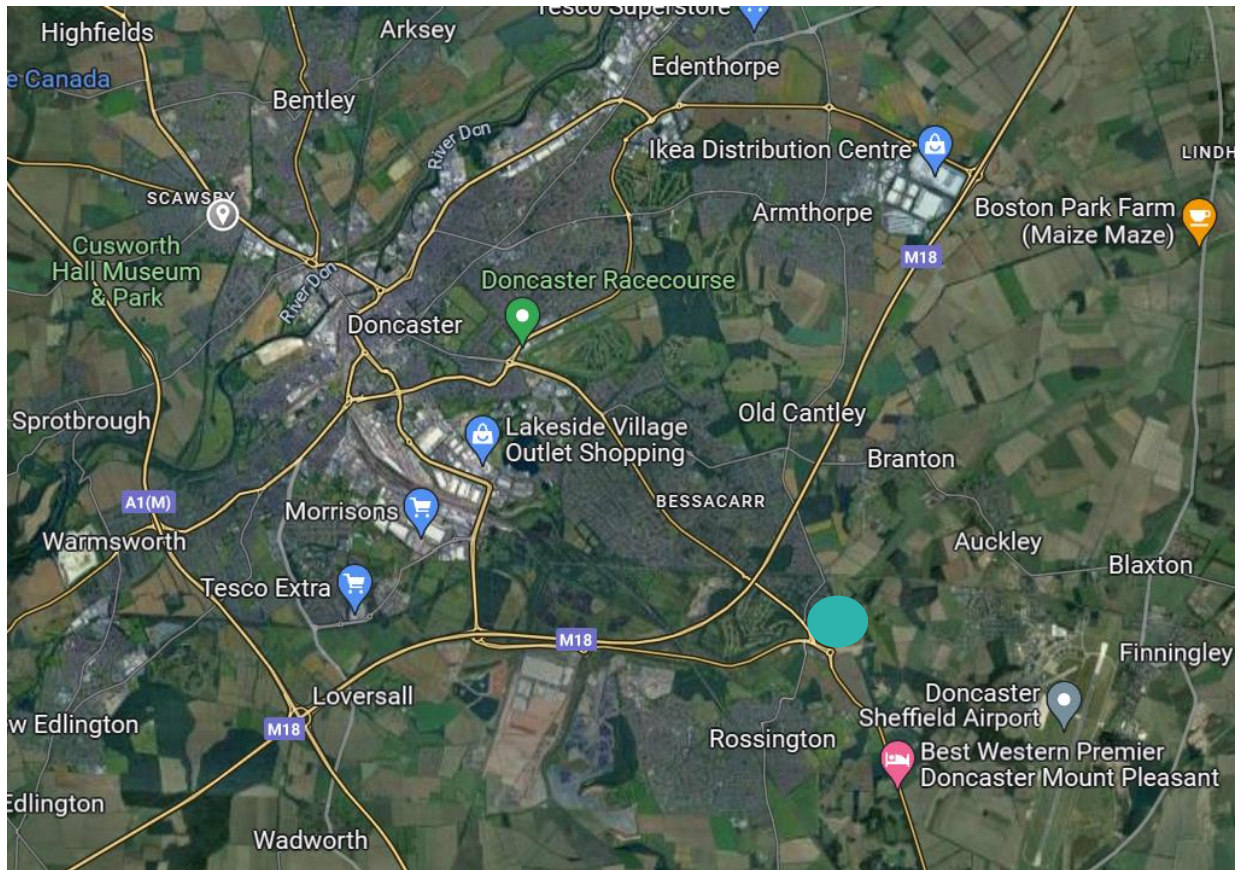 Tesco Superstore
Highfields
Arksey
Edenthorpe
e Canada
Bentley
River Don
Ikea Distribution Centre
LINDH
SCAWSBY
Armthorpe
Boston Park Farm
(Maize Maze)
Cusworth
Hall Museum
& Park
M18
River Don
Doncaster Racecourse
Doncaster
Sprotbrough
Old Cantley
Lakeside Village
Outlet Shopping
Branton
A1(M)
BESSACARR
Morrisons
Warmsworth
Auckley
Blaxton
Tesco Extra
M18
Finningley
Loversall
Doncaster
Sheffield Airport
w Edlington
M18
Rossington
Best Western Premier
Doncaster Mount Pleasant
Edlington
Wadworth